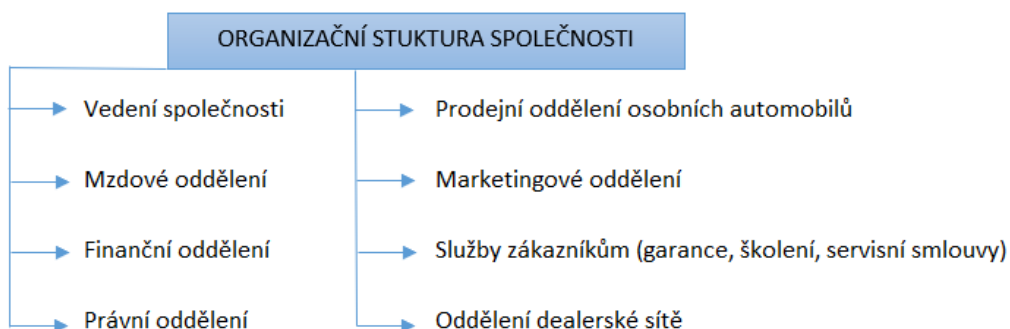 ORGANIZAČNÍ STUKTURA SPOLEČNOSTI
Vedení společnosti
Mzdové oddělení
Finanční oddělení
Právní oddělení
Prodejní oddělení osobních automobilů
Marketingové oddělení
Služby zákazníkům (garance, školení, servisní smlouvy)
Oddělení dealerské sítě